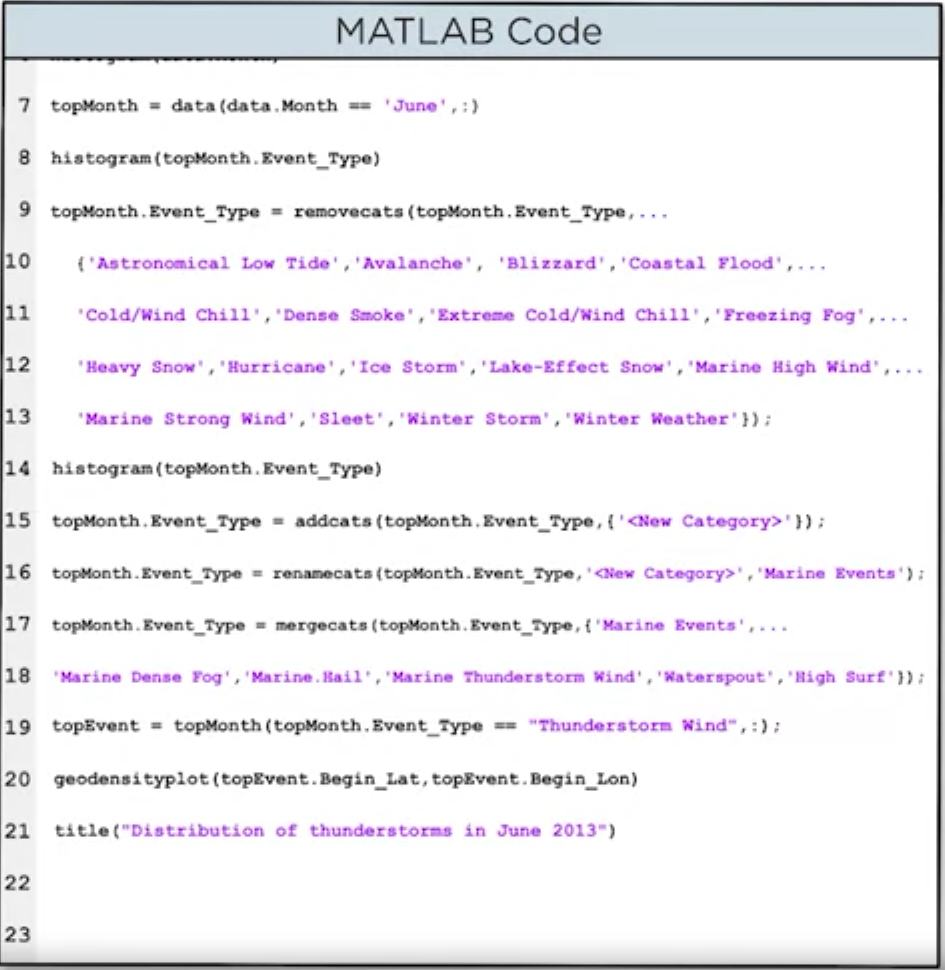 MATLAB Code
7 topMonth = data(data.Month == 'June',:)
8 histogram(topMonth.Event_Type)
9 topMonth.Event_Type = removecats(topMonth.Event_Type,...
10 {'Astronomical Low Tide','Avalanche', 'Blizzard','Coastal Flood',...
11 'Cold/Wind Chill','Dense Smoke','Extreme Cold/Wind Chill','Freezing Fog',...
12 'Heavy Snow','Hurricane','Ice Storm','Lake-Effect Snow','Marine High Wind',...
13 'Marine Strong Wind','Sleet','Winter Storm','Winter Weather'});
14 histogram(topMonth.Event_Type)
15 topMonth.Event_Type = addcats(topMonth.Event_Type,{'<New Category>'});
16 topMonth.Event_Type = renamecats(topMonth.Event_Type,'<New Category>','Marine Events');
17 topMonth.Event_Type = mergecats(topMonth.Event_Type,{'Marine Events',...
18 'Marine Dense Fog','Marine.Hail','Marine Thunderstorm Wind','Waterspout','High Surf'});
19 topEvent = topMonth(topMonth.Event_Type == "Thunderstorm Wind",:);
20 geodensityplot(topEvent.Begin_Lat,topEvent.Begin_Lon)
21 title("Distribution of thunderstorms in June 2013")
22
23